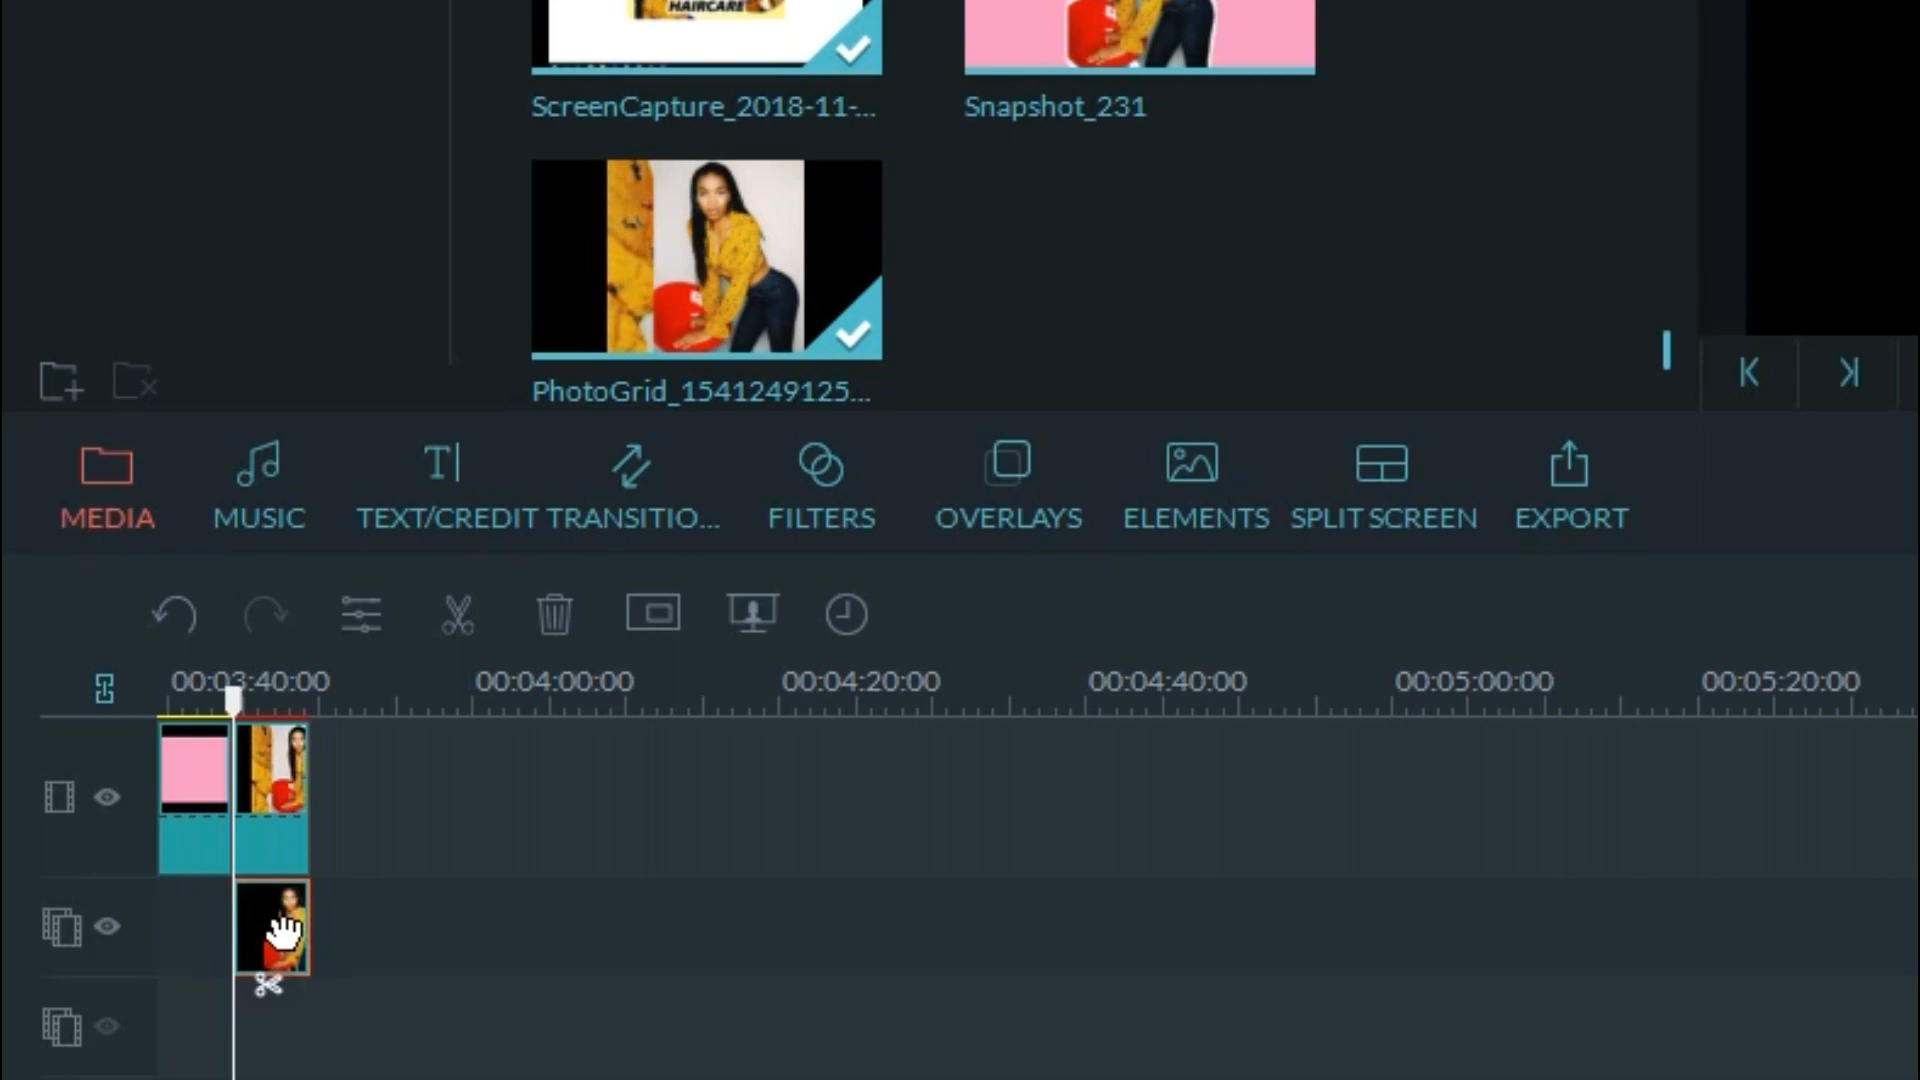 HAIRCARE
ScreenCapture_2018-11-...
Snapshot_231
PhotoGrid_1541249125...
MEDIA
MUSIC
TEXT/CREDIT
TRANSITIO...
FILTERS
OVERLAYS
ELEMENTS
SPLIT SCREEN
EXPORT
00:03:40:00
00:04:00:00
00:04:20:00
00:04:40:00
00:05:00:00
00:05:20:00